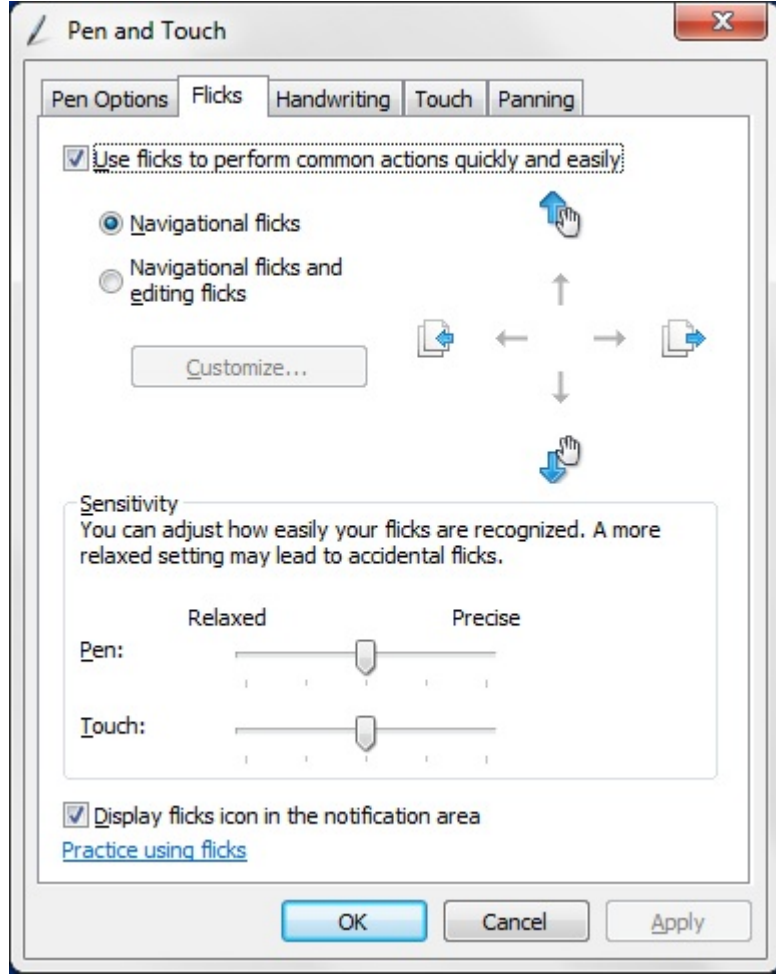 Pen and Touch
Pen Options Flicks Handwriting Touch Panning
Use flicks to perform common actions quickly and easily
Navigational flicks
Navigational flicks and
editing flicks
Customize...
Sensitivity
You can adjust how easily your flicks are recognized. A more
relaxed setting may lead to accidental flicks.
Relaxed Precise
Pen:
Touch:
Display flicks icon in the notification area
Practice using flicks
OK Cancel Apply